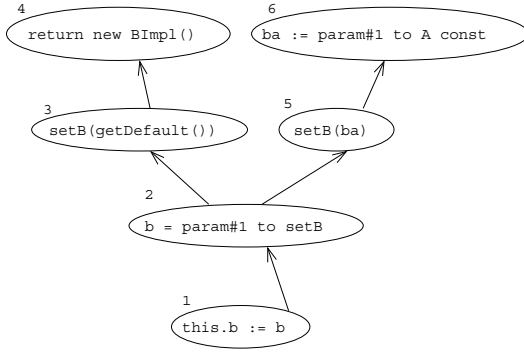 4
return new BImpl()
6
ba := param#1 to A const
3
setB(getDefault())
5
setB(ba)
2
b = param#1 to setB
1
this.b := b